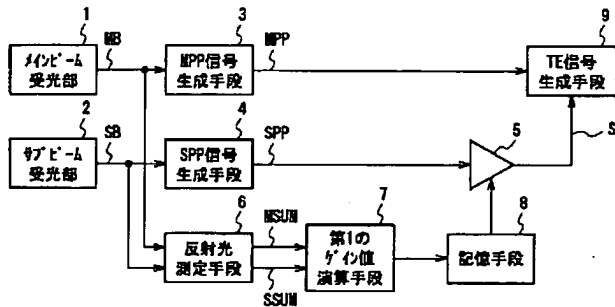 1
メインビーム
受光部
MB
3
MPP信号
生成手段
MPP
9
TE信号
生成手段
2
サブビーム
受光部
SB
4
SPP信号
生成手段
SPP
5
S
6
反射光
測定手段
MSUM
SSUM
7
第1の
ゲイン値
演算手段
8
記憶手段